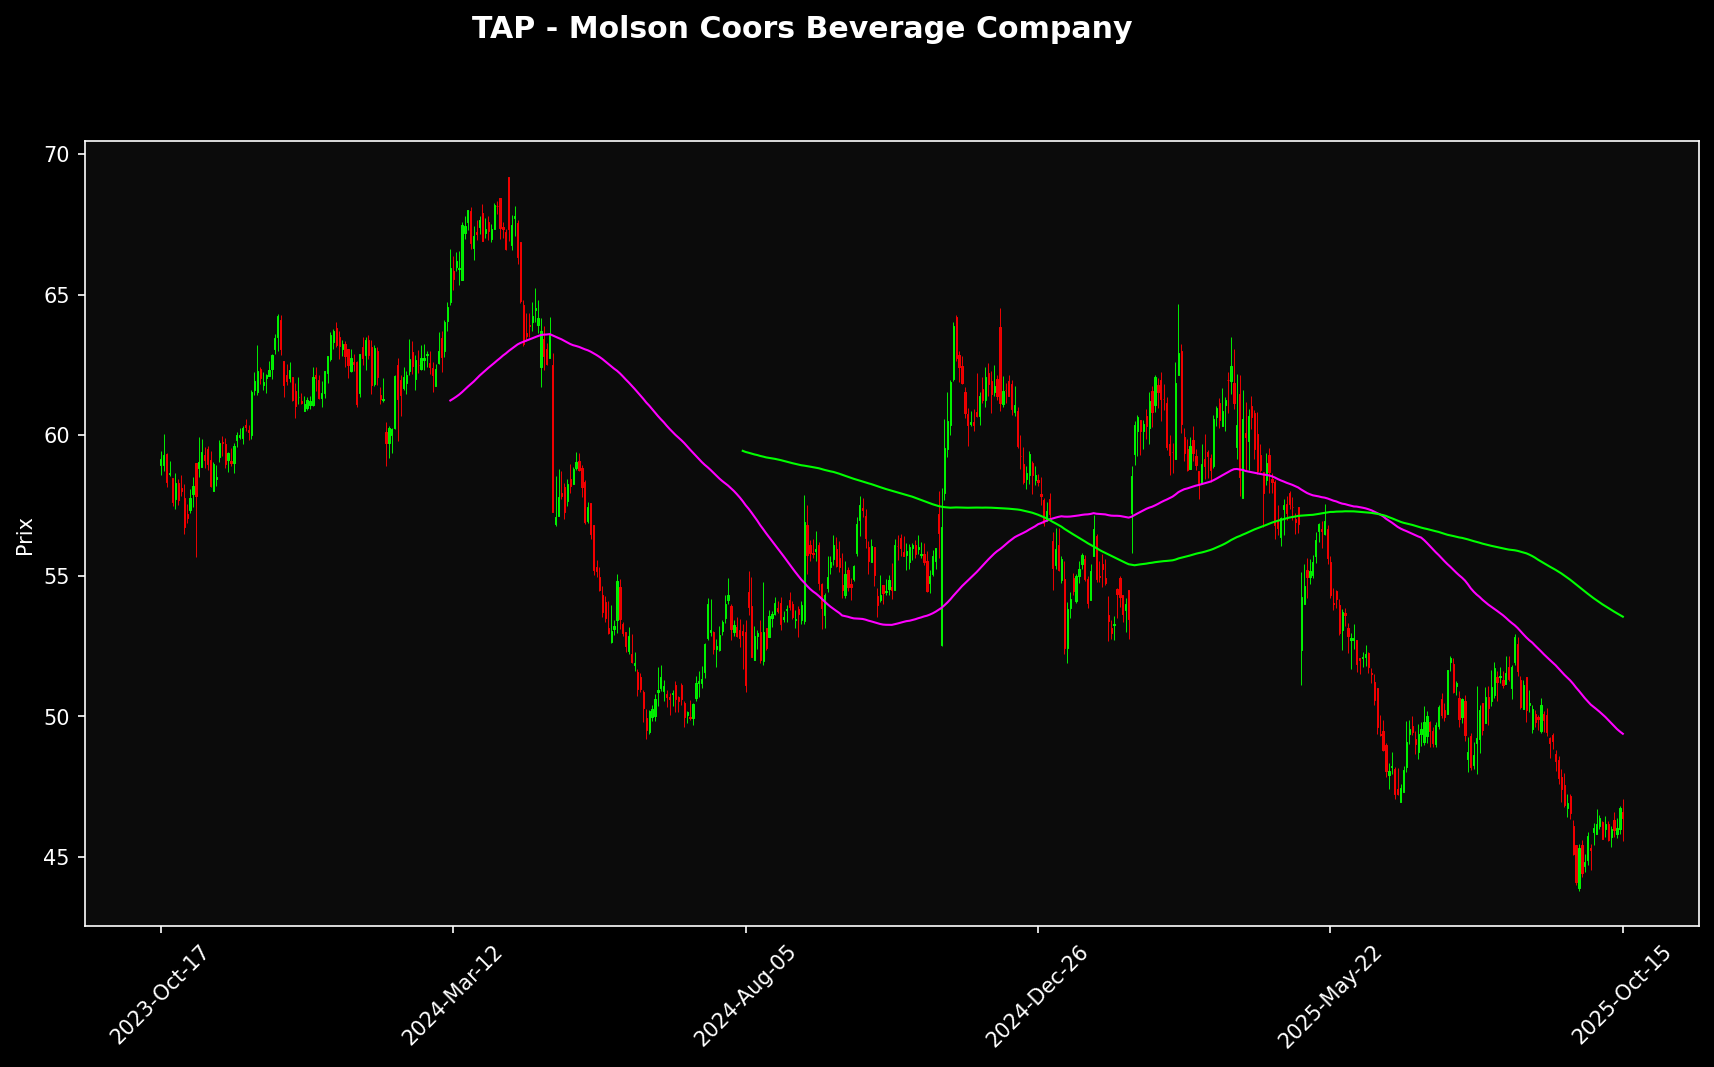 TAP - Molson Coors Beverage Company
Prix
70
65
60
55
50
45
2023-Oct-17
2024-Mar-12
2024-Aug-05
2024-Dec-26
2025-May-22
2025-Oct-15